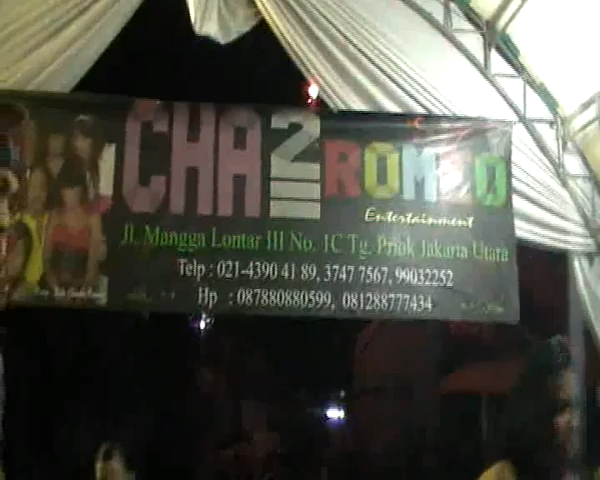 CHA 2 ROMEO
Entertainment
Jl. Mangga Lontar III No. 1C Tg. Priok Jakarta Utara
Telp : 021-4390 41 89, 3747 7567, 99032252
Hp : 087880880599, 081288777434